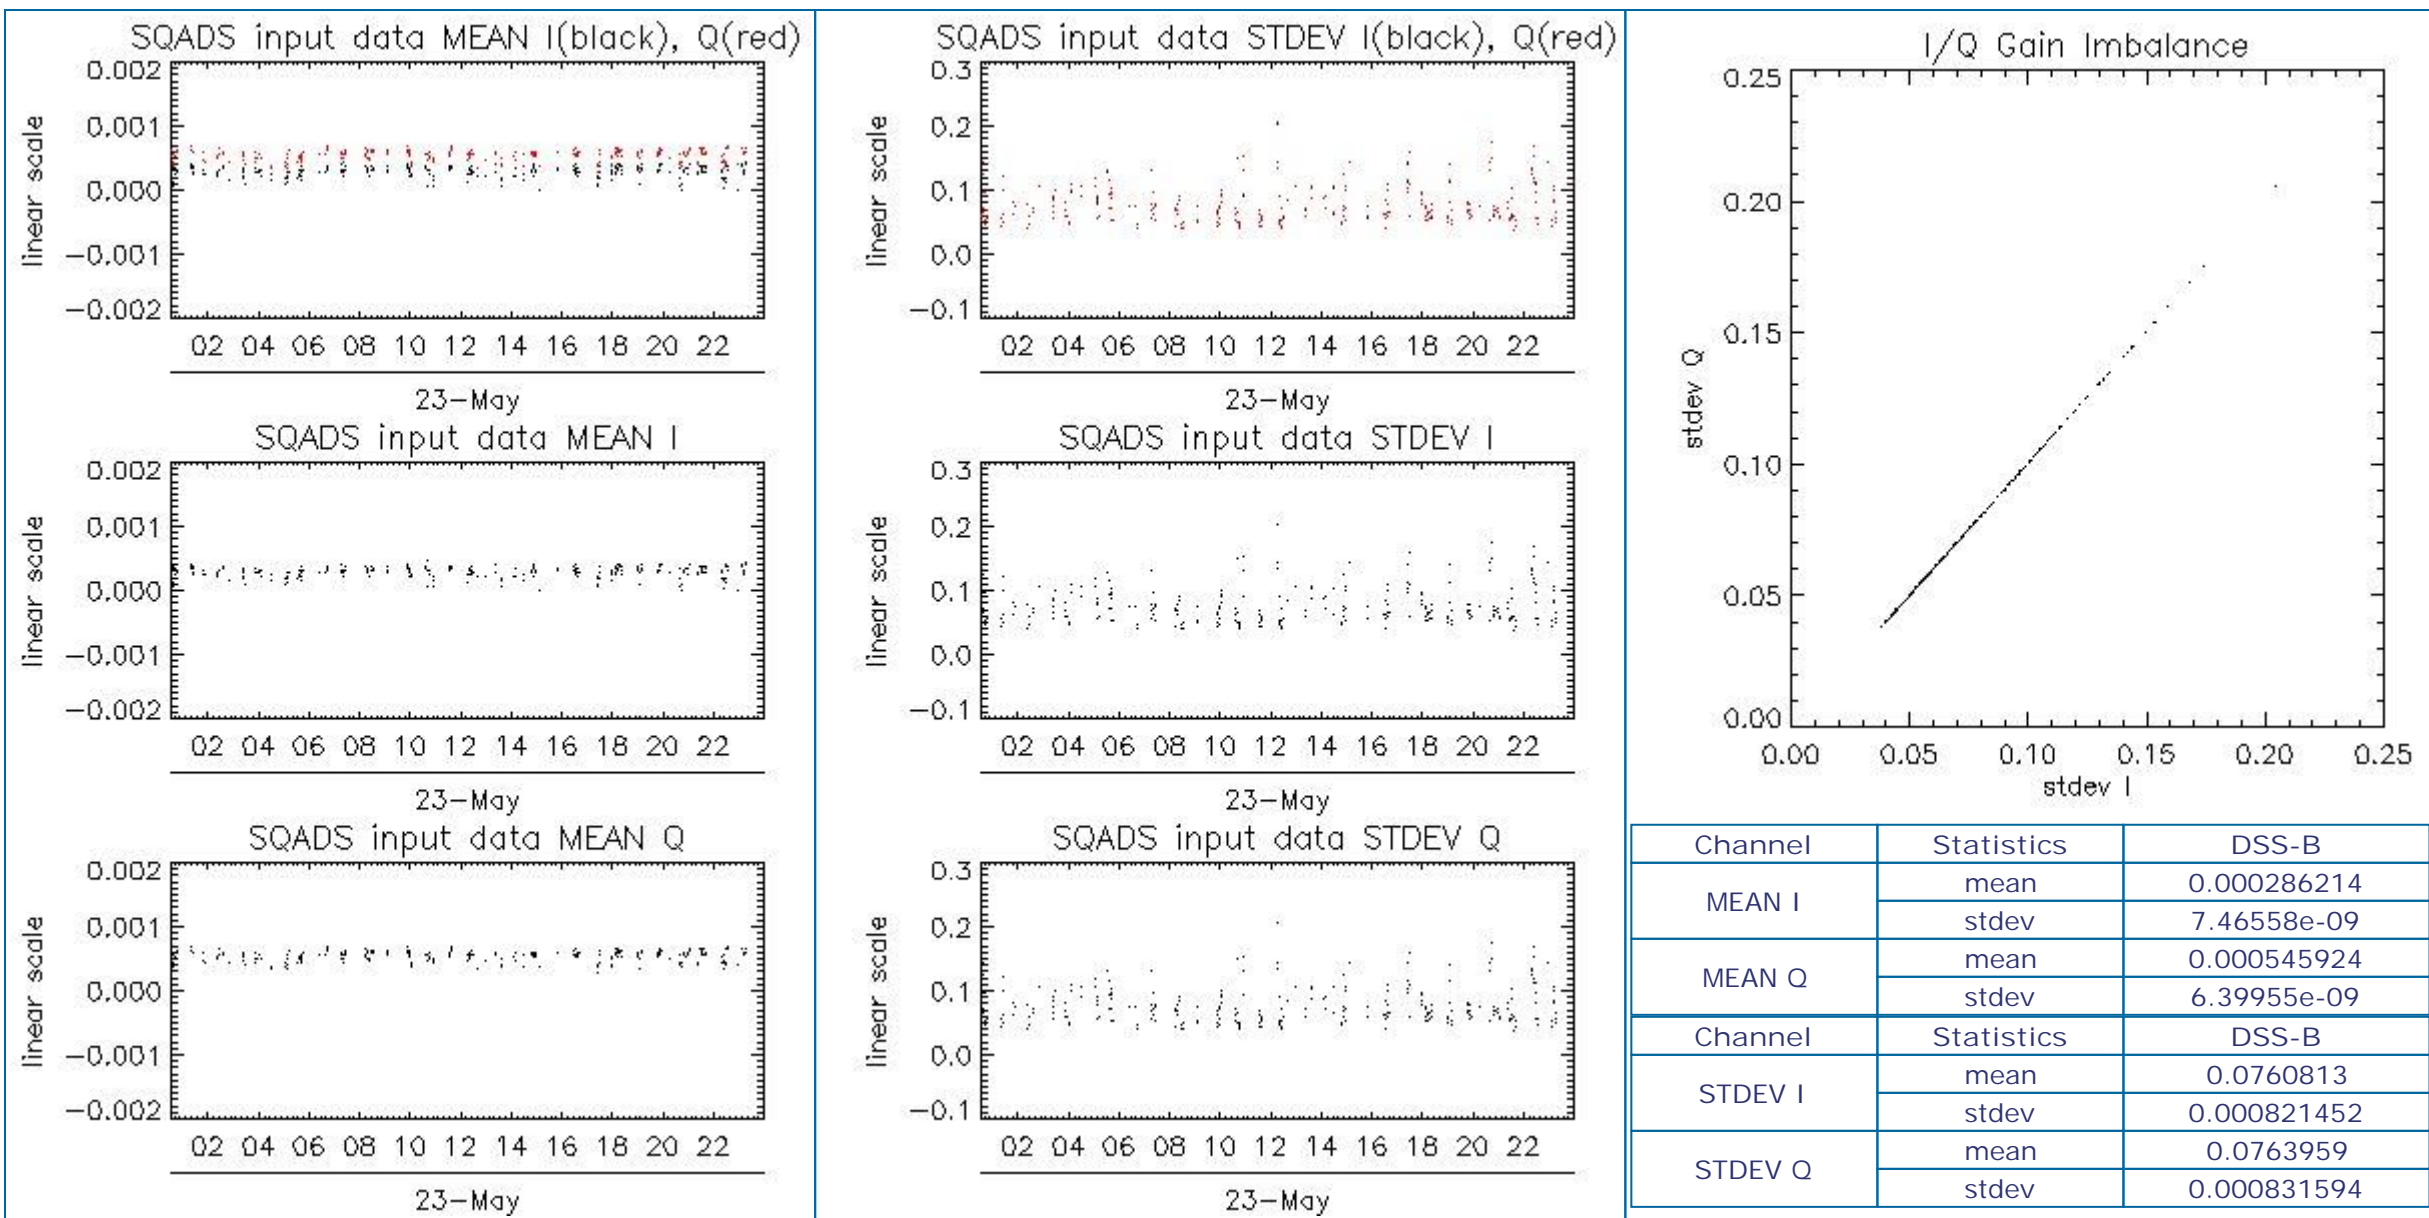 SQADS input data MEAN I(black), Q(red)
0.002
0.001
0.000
−0.001
−0.002
linear scale
02 04 06 08 10 12 14 16 18 20 22
23−May
SQADS input data MEAN I
0.002
0.001
0.000
−0.001
−0.002
linear scale
02 04 06 08 10 12 14 16 18 20 22
23−May
SQADS input data MEAN Q
0.002
0.001
0.000
−0.001
−0.002
linear scale
02 04 06 08 10 12 14 16 18 20 22
23−May
SQADS input data STDEV I(black), Q(red)
0.3
0.2
0.1
0.0
−0.1
linear scale
02 04 06 08 10 12 14 16 18 20 22
23−May
SQADS input data STDEV I
0.3
0.2
0.1
0.0
−0.1
linear scale
02 04 06 08 10 12 14 16 18 20 22
23−May
SQADS input data STDEV Q
0.3
0.2
0.1
0.0
−0.1
linear scale
02 04 06 08 10 12 14 16 18 20 22
23−May
I/Q Gain Imbalance
0.25
0.20
0.15
0.10
0.05
0.00
stdev Q
0.00 0.05 0.10 0.15 0.20 0.25
stdev I
Channel Statistics DSS-B
MEAN I mean 0.000286214
stdev 7.46558e-09
MEAN Q mean 0.000545924
stdev 6.39955e-09
Channel Statistics DSS-B
STDEV I mean 0.0760813
stdev 0.000821452
STDEV Q mean 0.0763959
stdev 0.000831594